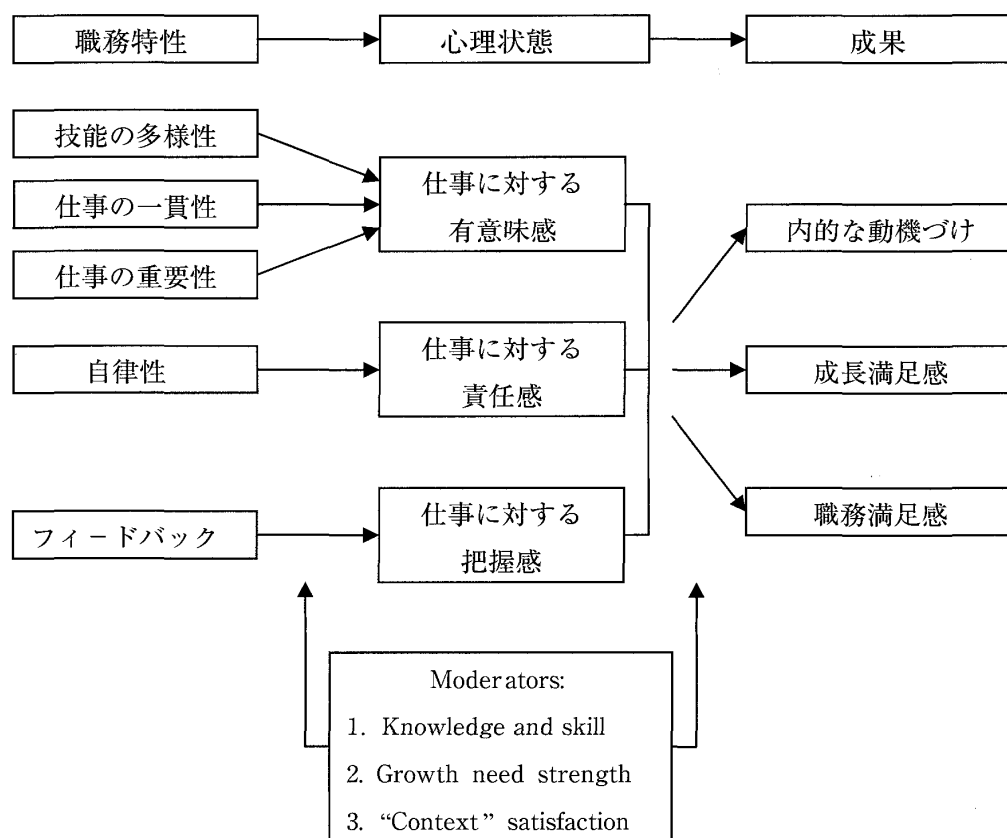 職務特性
心理状態
成果
技能の多様性
仕事の一貫性
仕事の重要性
仕事に対する
有意味感
内的な動機づけ
自律性
仕事に対する
責任感
成長満足感
フィードバック
仕事に対する
把握感
職務満足感
Moderators:
1. Knowledge and skill
2. Growth need strength
3. “Context” satisfaction